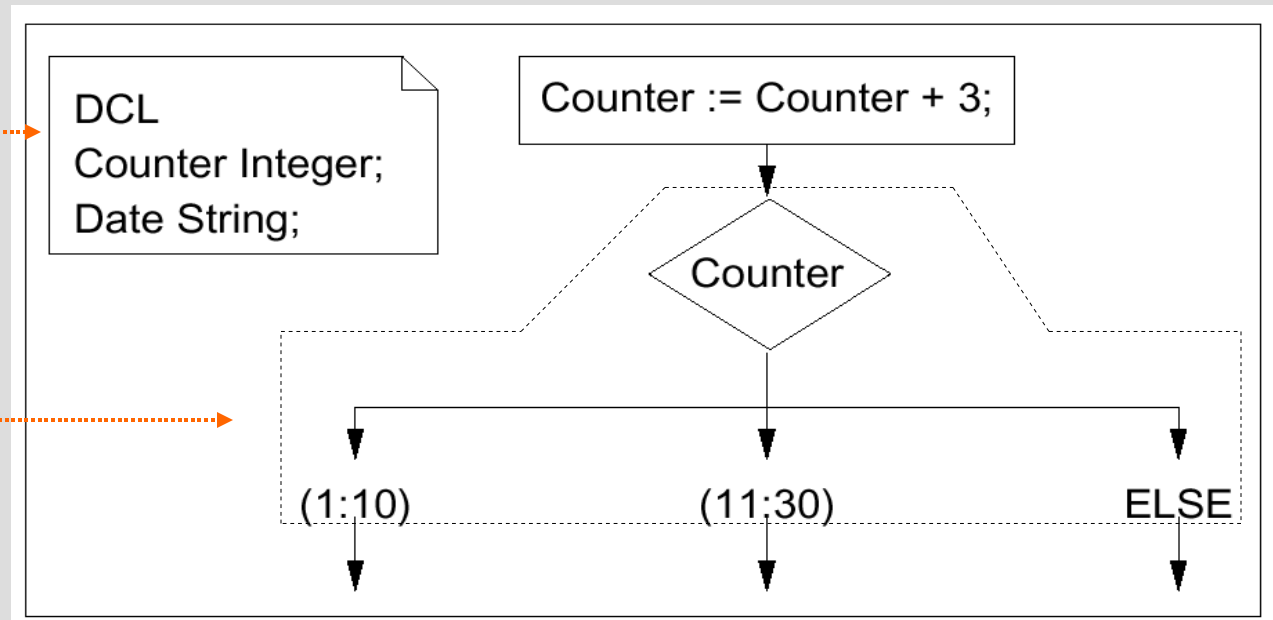 DCL
Counter Integer;
Date String;
Counter := Counter + 3;
Counter
(1:10)
(11:30)
ELSE